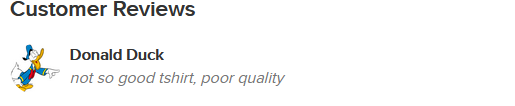 Customer Reviews
Donald Duck
not so good tshirt, poor quality